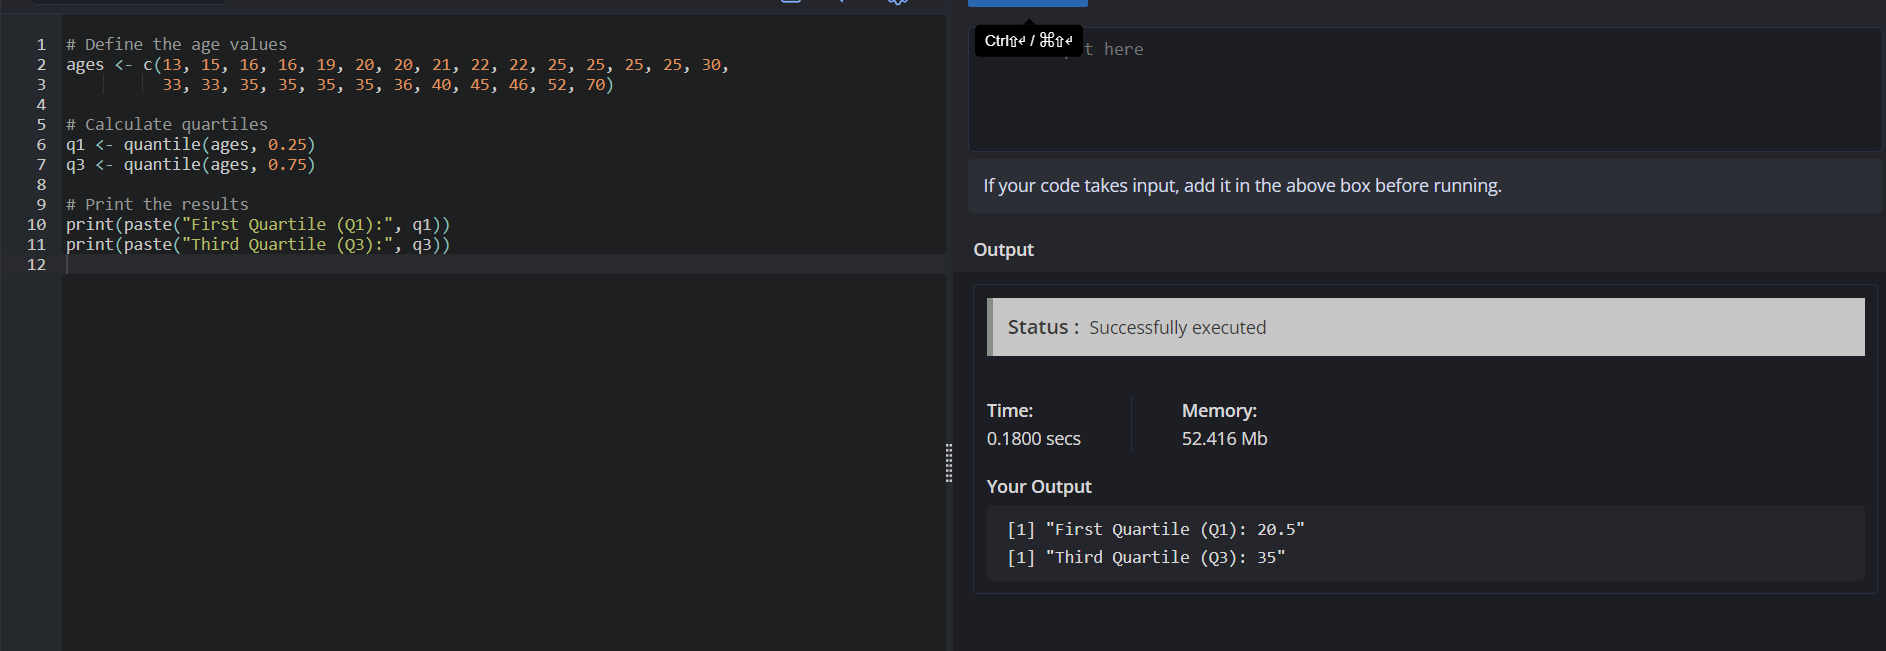 1 # Define the age values
2 ages <- c(13, 15, 16, 16, 19, 20, 20, 21, 22, 22, 25, 25, 25, 25, 30,
3 33, 33, 35, 35, 35, 35, 36, 40, 45, 46, 52, 70)
4
5 # Calculate quartiles
6 q1 <- quantile(ages, 0.25)
7 q3 <- quantile(ages, 0.75)
8
9 # Print the results
10 print(paste("First Quartile (Q1):", q1))
11 print(paste("Third Quartile (Q3):", q3))
12
Ctrl⇧⏎ / ⌘⇧⏎
here
If your code takes input, add it in the above box before running.
Output
Status : Successfully executed
Time:
0.1800 secs
Memory:
52.416 Mb
Your Output
[1] "First Quartile (Q1): 20.5"
[1] "Third Quartile (Q3): 35"